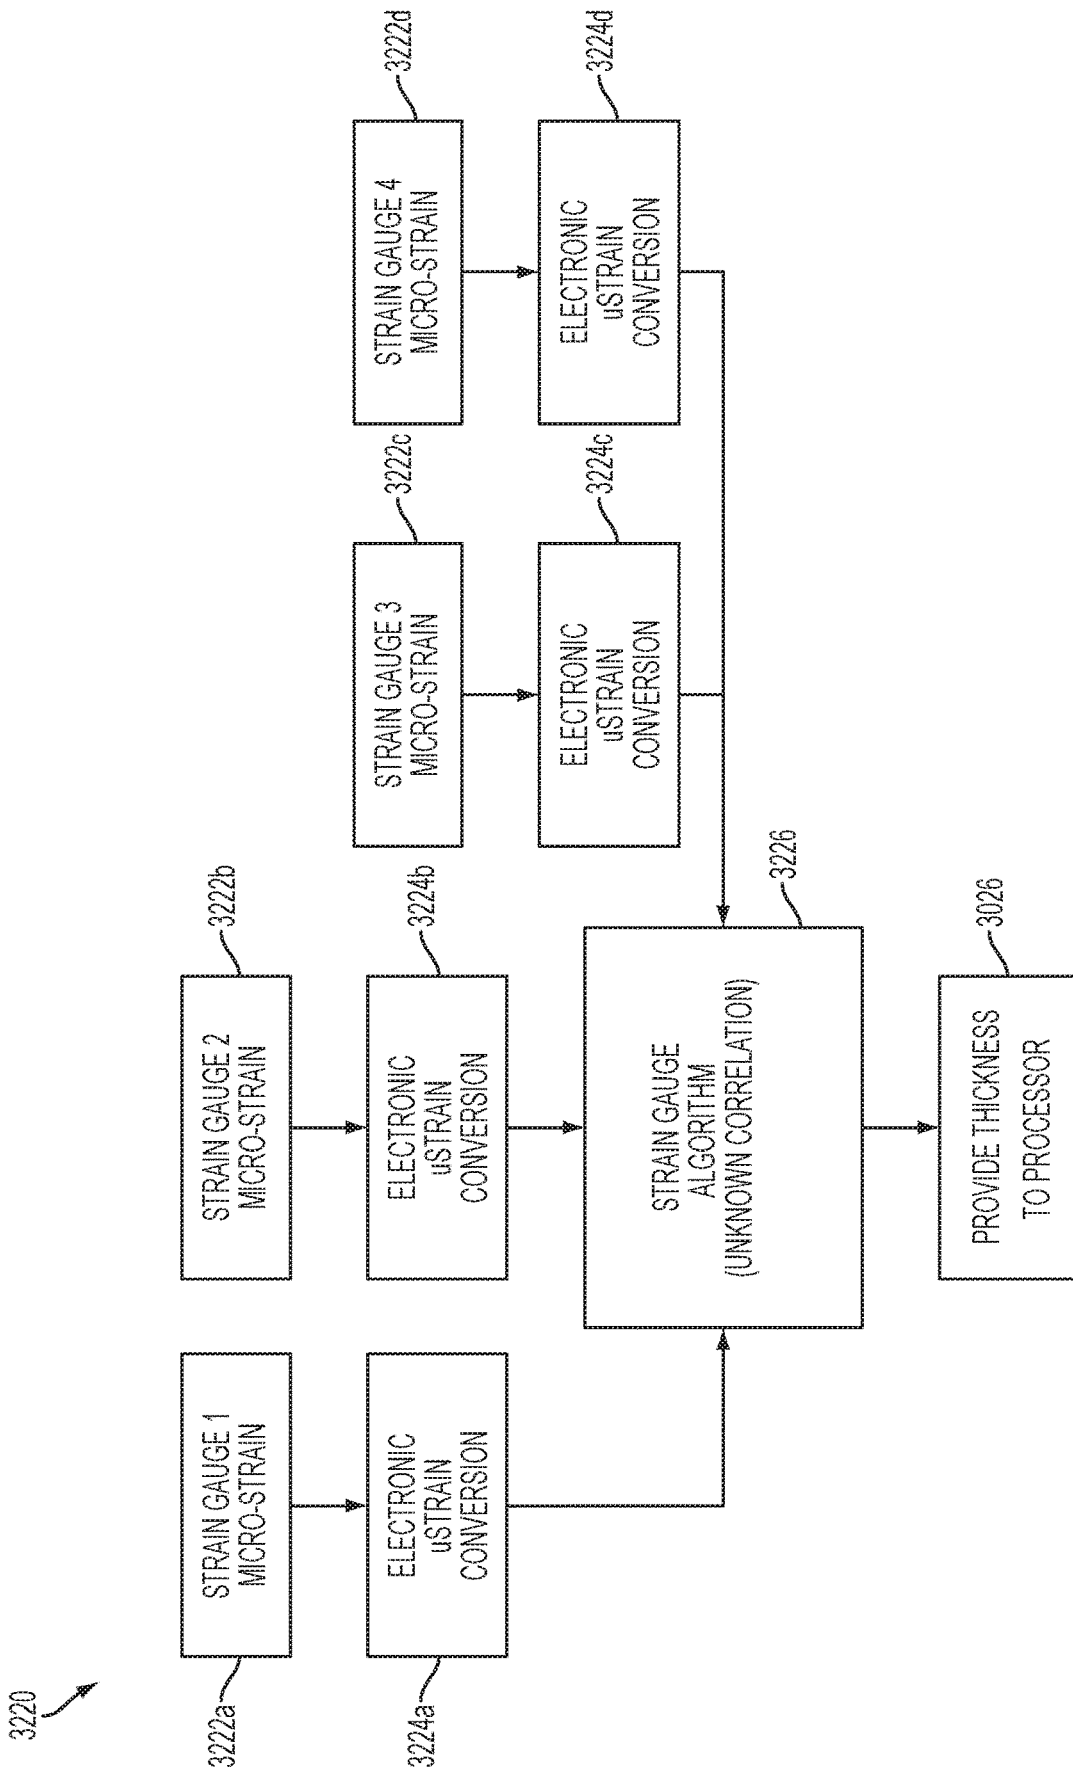 3220
3222a
STRAIN GAUGE 1
MICRO-STRAIN
3224a
ELECTRONIC
uSTRAIN
CONVERSION
3222b
STRAIN GAUGE 2
MICRO-STRAIN
3224b
ELECTRONIC
uSTRAIN
CONVERSION
3222c
STRAIN GAUGE 3
MICRO-STRAIN
3224c
ELECTRONIC
uSTRAIN
CONVERSION
3222d
STRAIN GAUGE 4
MICRO-STRAIN
3224d
ELECTRONIC
uSTRAIN
CONVERSION
3226
STRAIN GAUGE
ALGORITHM
(UNKNOWN CORRELATION)
3026
PROVIDE THICKNESS
TO PROCESSOR